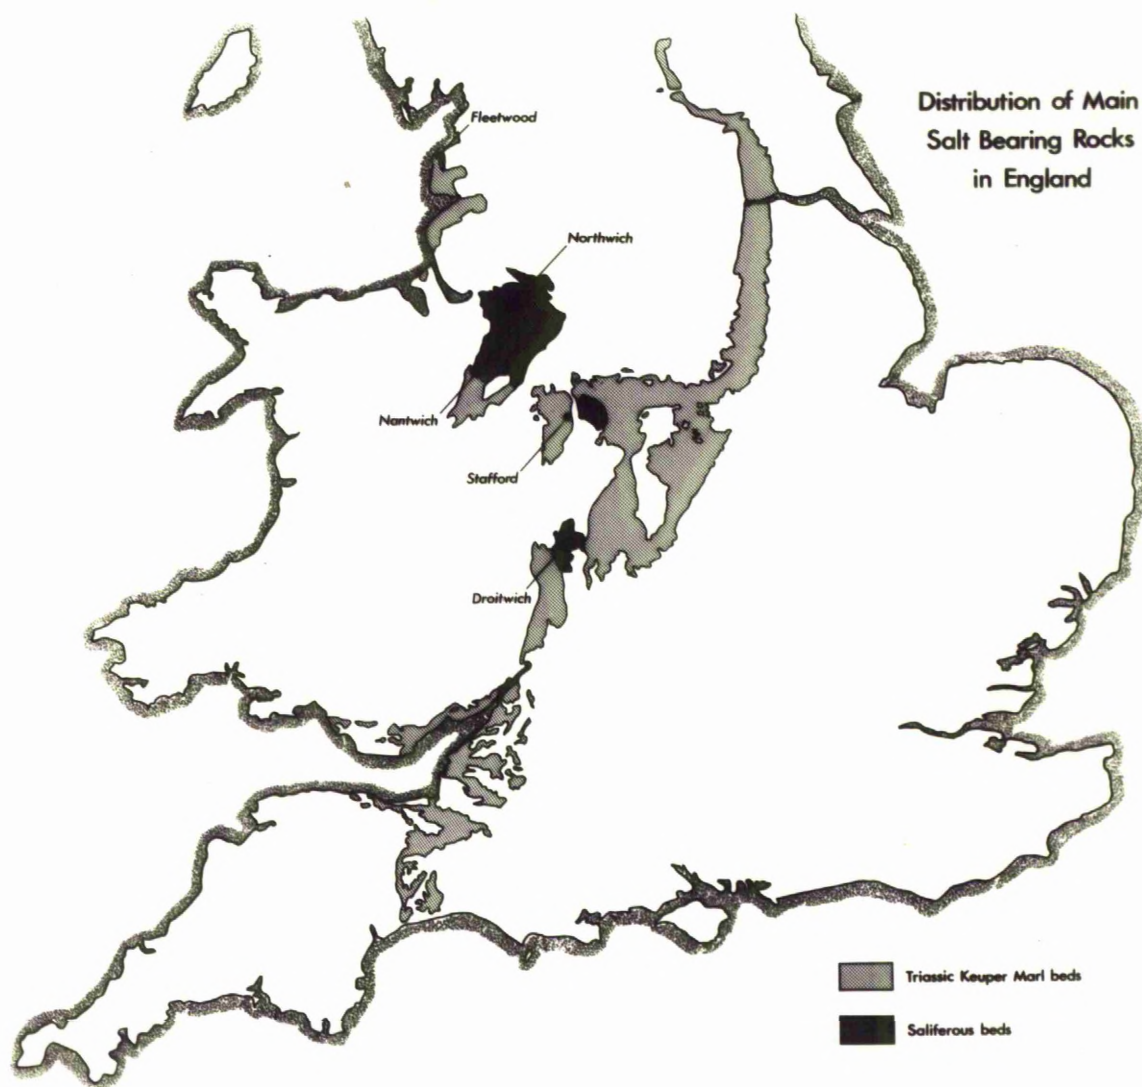 Distribution of Main
Salt Bearing Rocks
in England
Fleetwood
Northwich
Nantwich
Stafford
Droitwich
Triassic Keuper Marl beds
Saliferous beds